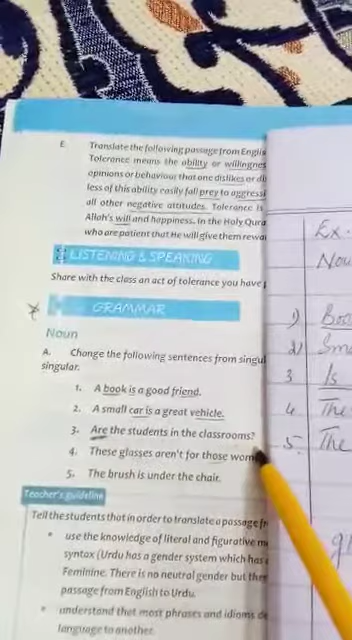 E Translate the following passage from Englis
Tolerance means the ability or willingnes
opinions or behaviour that one dislikes or di
less of this ability easily fall prey to aggressi
all other negative attitudes. Tolerance is
Allah's will and happiness. In the Holy Qura
who are patient that He will give them rewa
LISTENING & SPEAKING
Share with the class an act of tolerance you have
GRAMMAR
Noun
A. Change the following sentences from singul
singular.
1. A book is a good friend.
2. A small car is a great vehicle.
3. Are the students in the classrooms?
4. These glasses aren't for those wom
5. The brush is under the chair.
Teacher's guideline
Tell the students that in order to translate a passage fr
• use the knowledge of literal and figurative m
syntax (Urdu has a gender system which has
Feminine. There is no neutral gender but ther
passage from English to Urdu.
• understand that most phrases and idioms do
language to another.
Ex.
Nou
1) Boo
2) Sma
3 Is
4. The
5. The